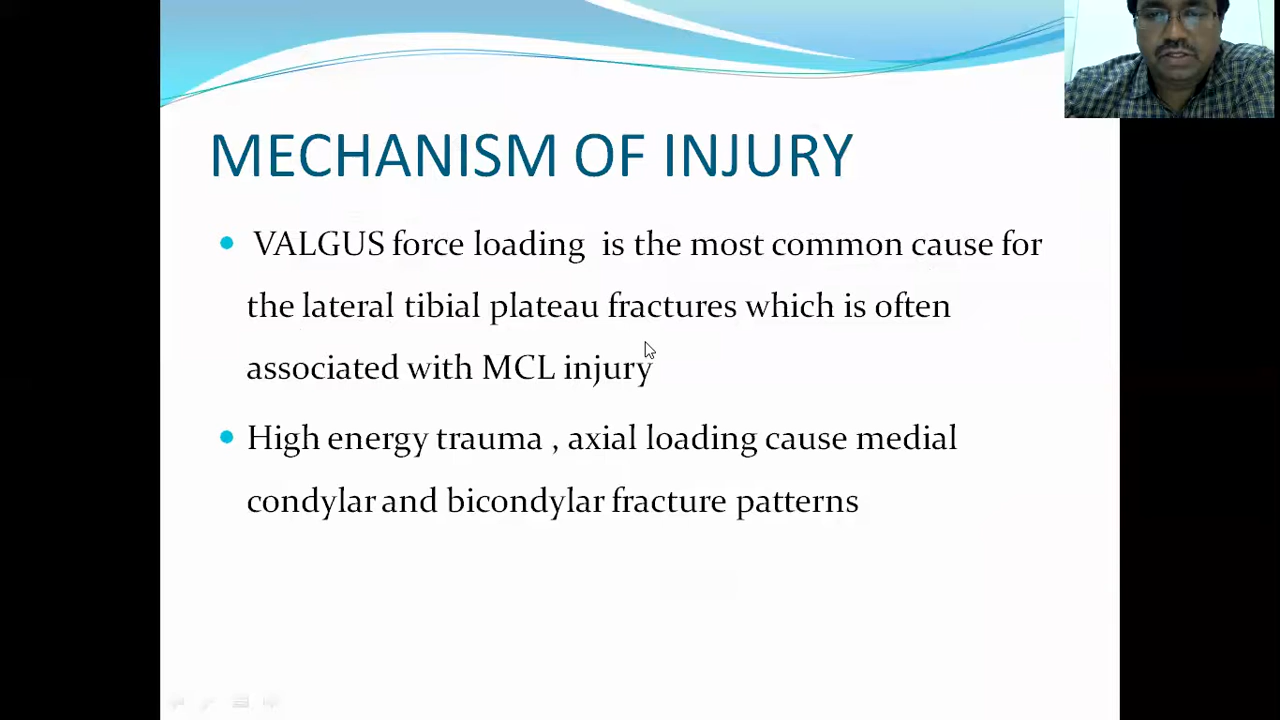 MECHANISM OF INJURY
VALGUS force loading is the most common cause for
the lateral tibial plateau fractures which is often
associated with MCL injury
High energy trauma , axial loading cause medial
condylar and bicondylar fracture patterns